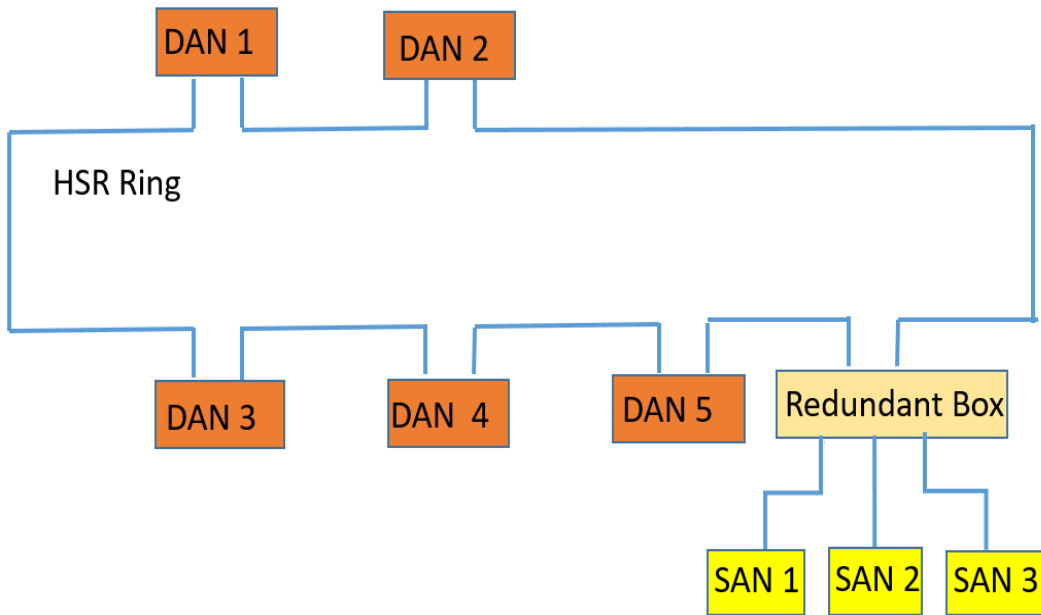 DAN 1
DAN 2
HSR Ring
DAN 3
DAN  4
DAN 5
Redundant Box
SAN 1
SAN 2
SAN 3